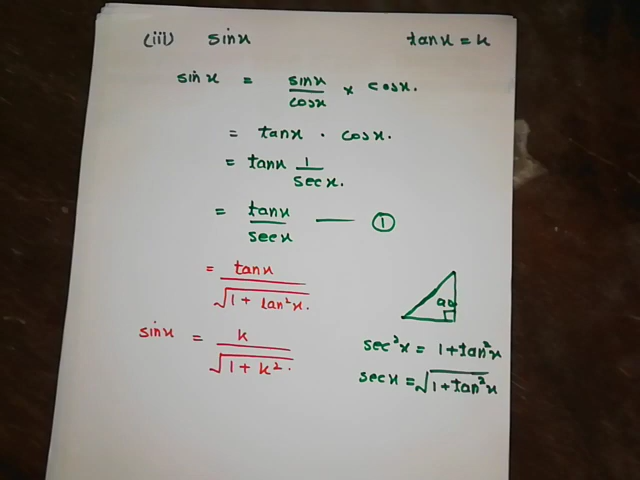 (iii) sinx tanx = k
sinx = sinx/cosx × cosx.
= tanx · cosx.
= tanx 1/secx.
= tanx/secx —— ①
= tanx/√(1 + tan²x).
sinx = k/√(1 + k²).
sec²x = 1+tan²x
secx = √(1+tan²x)